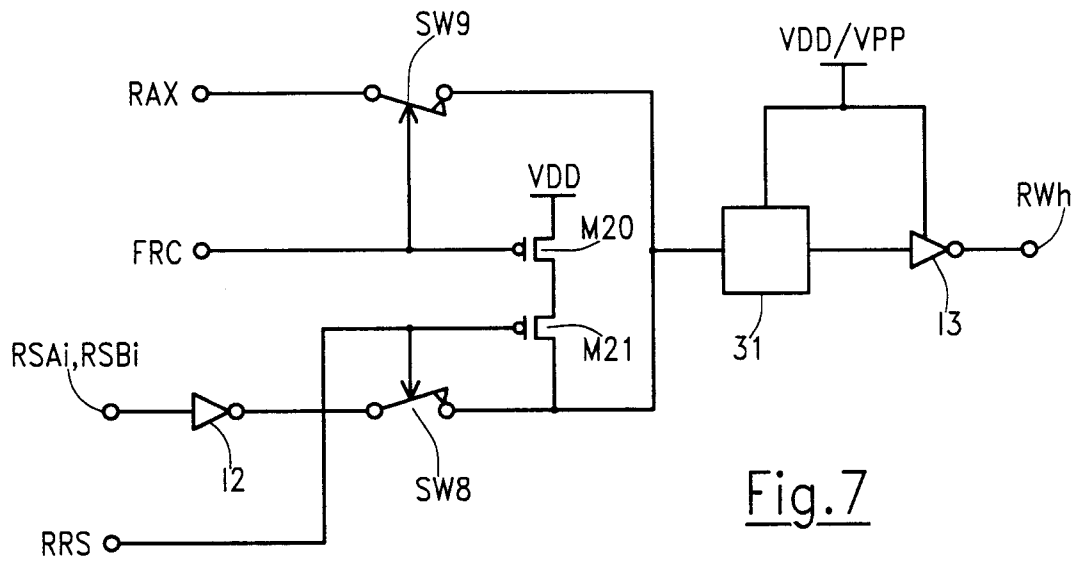 SW9
VDD/VPP
RAX
VDD
RWh
M20
FRC
I3
31
M21
RSAi,RSBi
I2
SW8
Fig.7
RRS